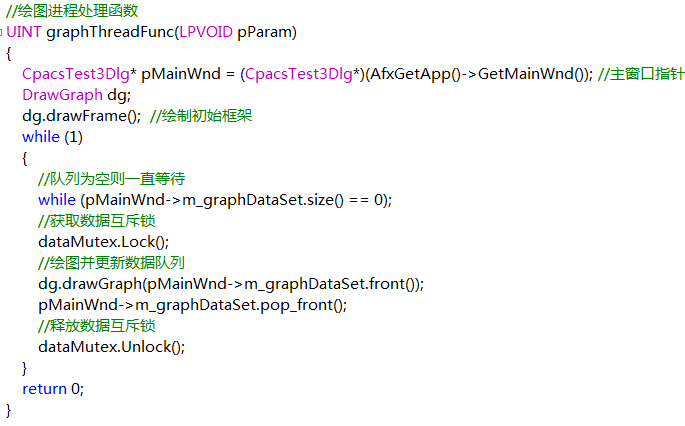 //绘图进程处理函数
UINT graphThreadFunc(LPVOID pParam)
{
    CpacsTest3Dlg* pMainWnd = (CpacsTest3Dlg*)(AfxGetApp()->GetMainWnd()); //主窗口指针
    DrawGraph dg;
    dg.drawFrame();  //绘制初始框架
    while (1)
    {
        //队列为空则一直等待
        while (pMainWnd->m_graphDataSet.size() == 0);
        //获取数据互斥锁
        dataMutex.Lock();
        //绘图并更新数据队列
        dg.drawGraph(pMainWnd->m_graphDataSet.front());
        pMainWnd->m_graphDataSet.pop_front();
        //释放数据互斥锁
        dataMutex.Unlock();
    }
    return 0;
}